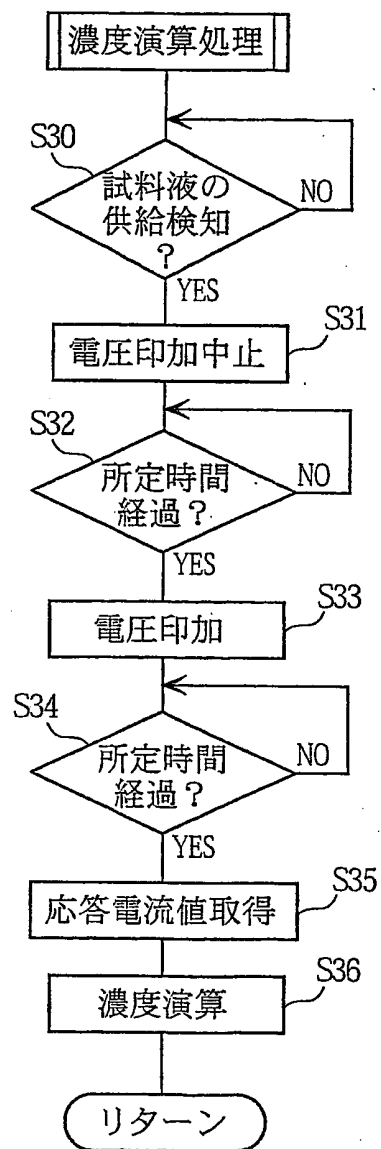 濃度演算処理
S30
試料液の
供給検知
?
NO
YES
S31
電圧印加中止
S32
所定時間
経過?
NO
YES
S33
電圧印加
S34
所定時間
経過?
NO
YES
S35
応答電流値取得
S36
濃度演算
リターン